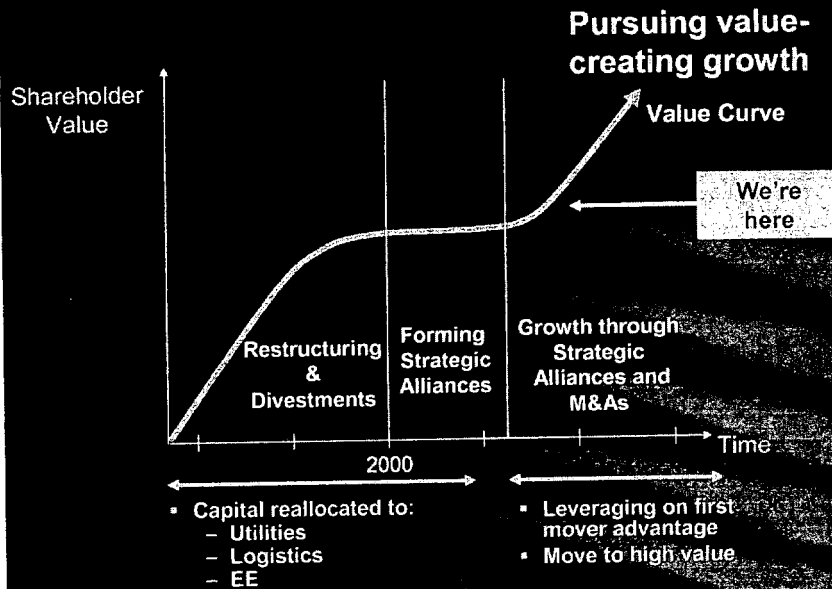 Pursuing value-
creating growth
Shareholder
Value
Value Curve
We're
here
Restructuring
&
Divestments
Forming
Strategic
Alliances
Growth through
Strategic
Alliances and
M&As
Time
2000
▪ Capital reallocated to:
– Utilities
– Logistics
– EE
▪ Leveraging on first
mover advantage
▪ Move to high value